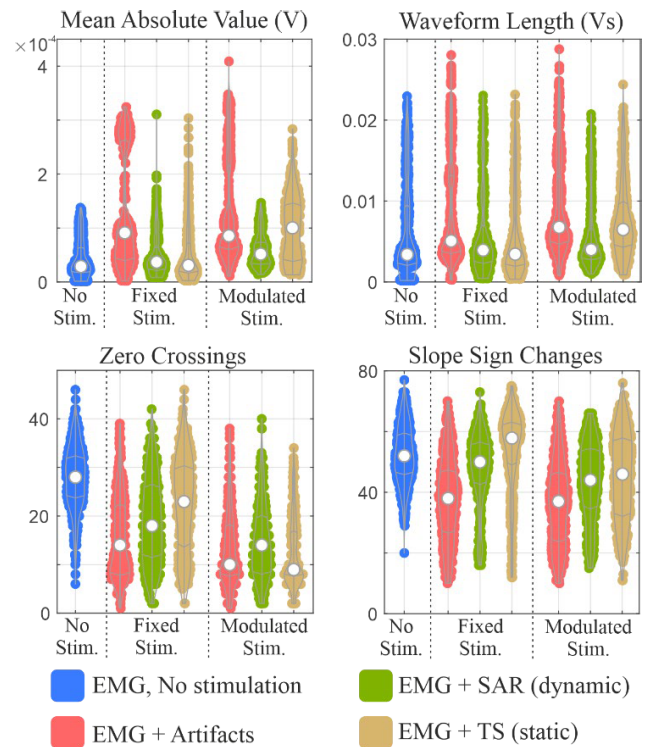 Mean Absolute Value (V)
×10⁻⁴
4
2
0
No Stim.
Fixed Stim.
Modulated Stim.
Waveform Length (Vs)
0.03
0.02
0.01
0
No Stim.
Fixed Stim.
Modulated Stim.
Zero Crossings
40
20
0
No Stim.
Fixed Stim.
Modulated Stim.
Slope Sign Changes
80
40
0
No Stim.
Fixed Stim.
Modulated Stim.
EMG, No stimulation
EMG + SAR (dynamic)
EMG + Artifacts
EMG + TS (static)